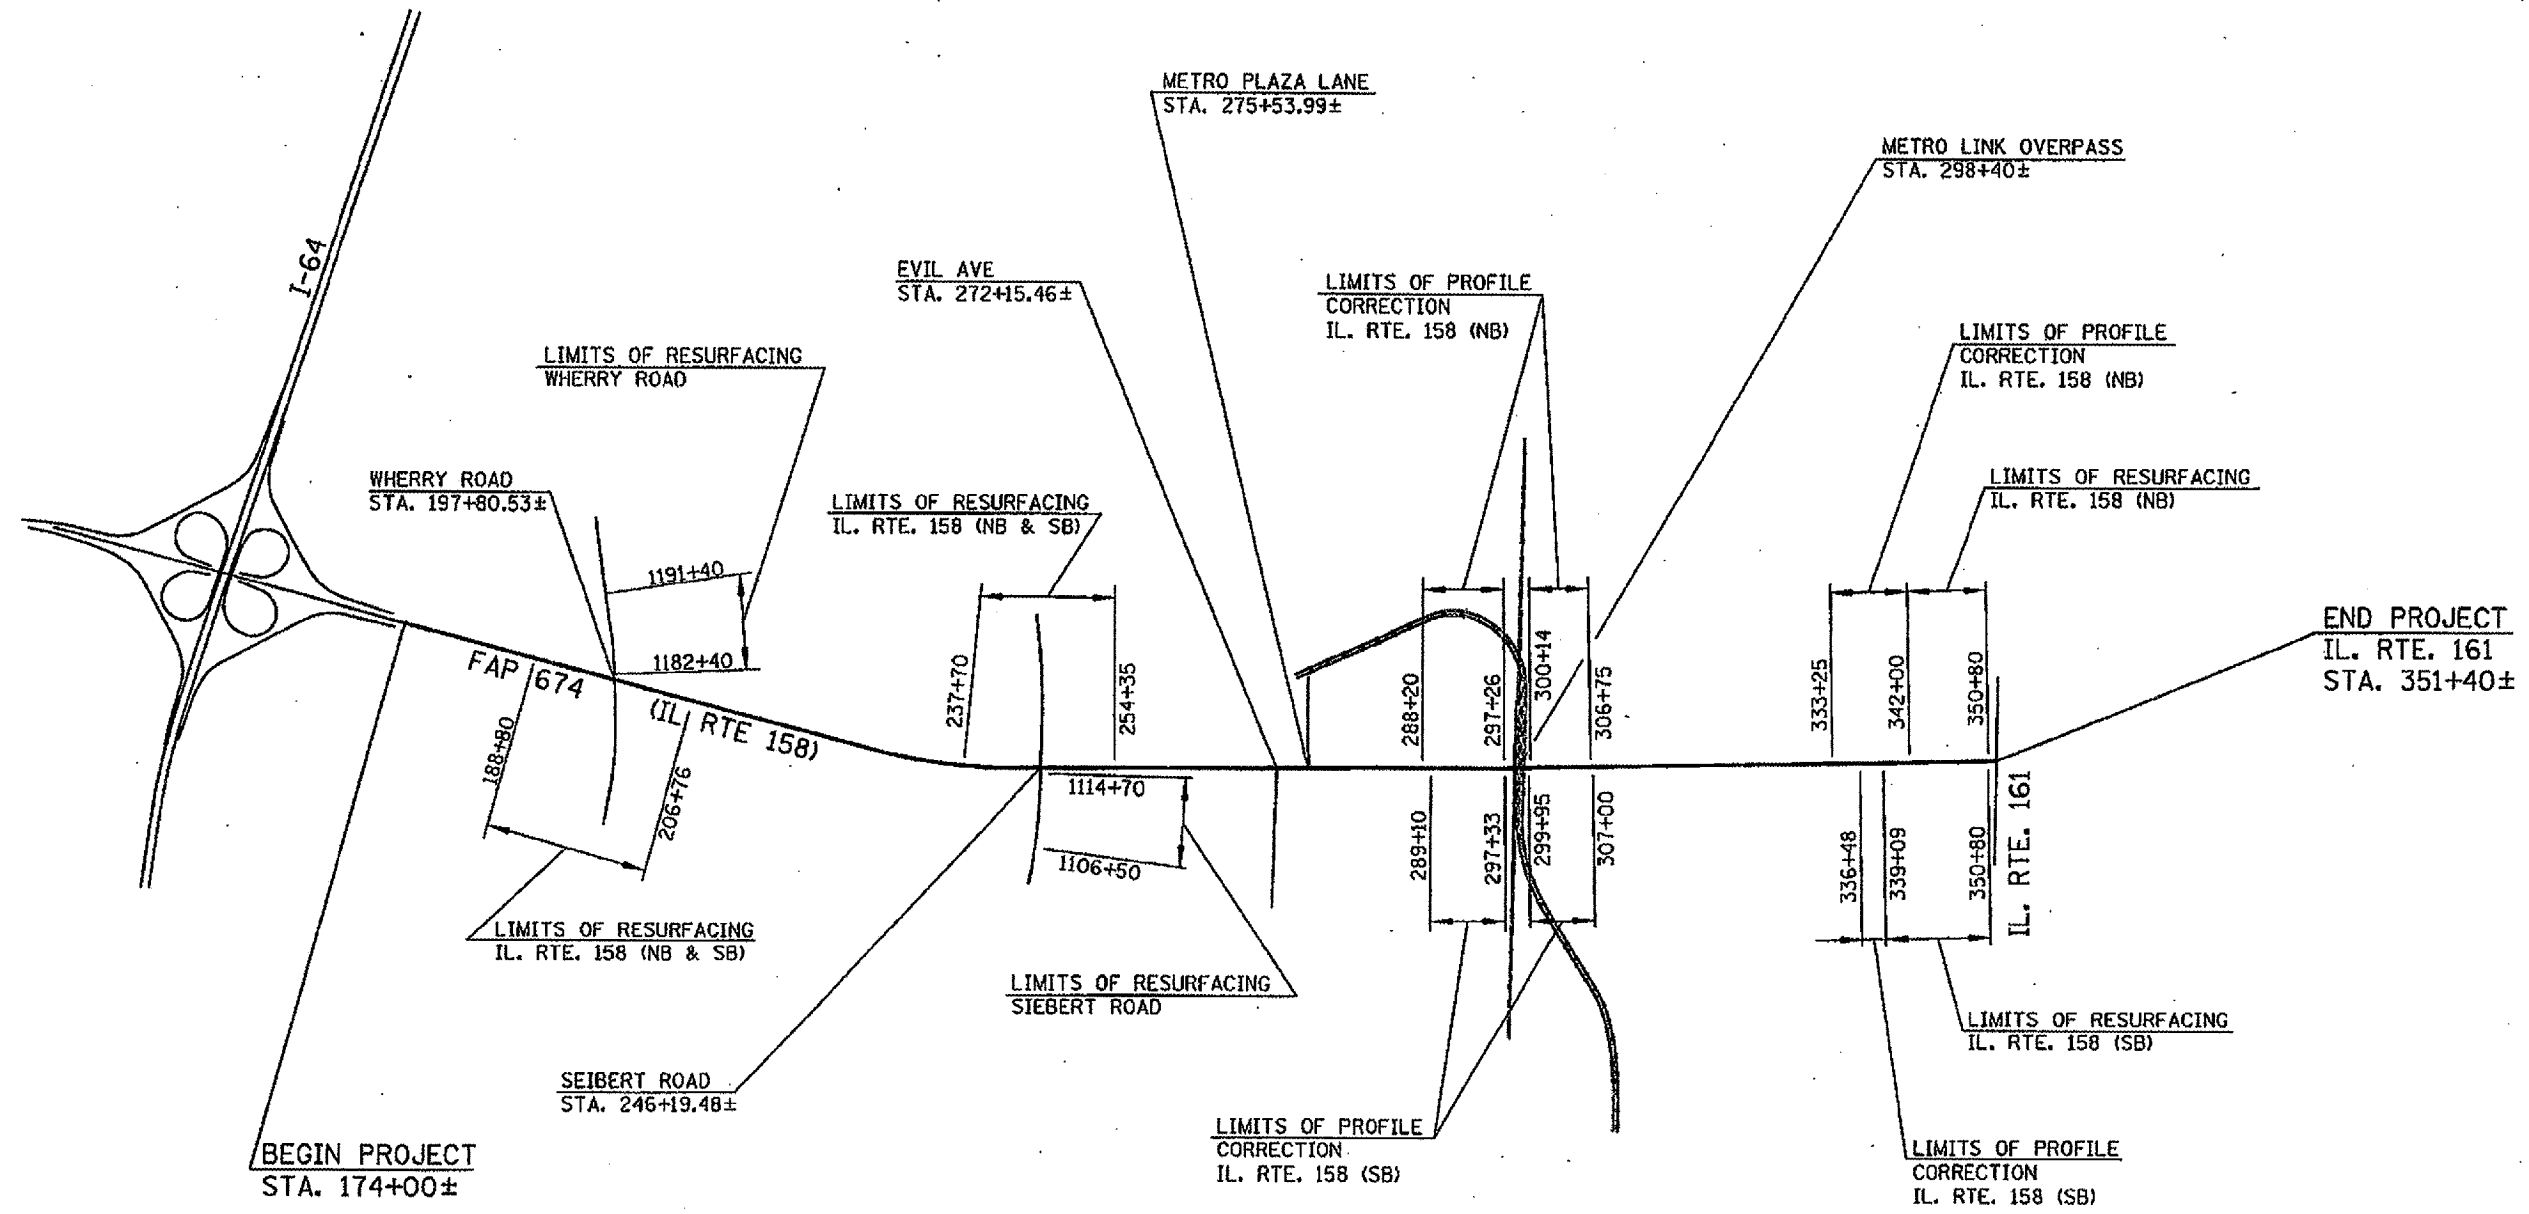 METRO PLAZA LANE
STA. 275+53.99±
METRO LINK OVERPASS
STA. 298+40±
I-64
EVIL AVE
STA. 272+15.46±
LIMITS OF PROFILE
CORRECTION
IL. RTE. 158 (NB)
LIMITS OF PROFILE
CORRECTION
IL. RTE. 158 (NB)
LIMITS OF RESURFACING
WHERRY ROAD
WHERRY ROAD
STA. 197+80.53±
LIMITS OF RESURFACING
IL. RTE. 158 (NB & SB)
LIMITS OF RESURFACING
IL. RTE. 158 (NB)
1191+40
1182+40
FAP 674
(IL RTE 158)
188+80
206+76
237+70
254+35
288+20
297+26
300+14
306+75
333+25
342+00
350+80
END PROJECT
IL. RTE. 161
STA. 351+40±
1114+70
1106+50
289+10
297+33
299+95
307+00
336+48
339+09
350+80
IL. RTE. 161
LIMITS OF RESURFACING
IL. RTE. 158 (NB & SB)
LIMITS OF RESURFACING
SIEBERT ROAD
LIMITS OF RESURFACING
IL. RTE. 158 (SB)
SEIBERT ROAD
STA. 246+19.48±
LIMITS OF PROFILE
CORRECTION
IL. RTE. 158 (SB)
LIMITS OF PROFILE
CORRECTION
IL. RTE. 158 (SB)
BEGIN PROJECT
STA. 174+00±